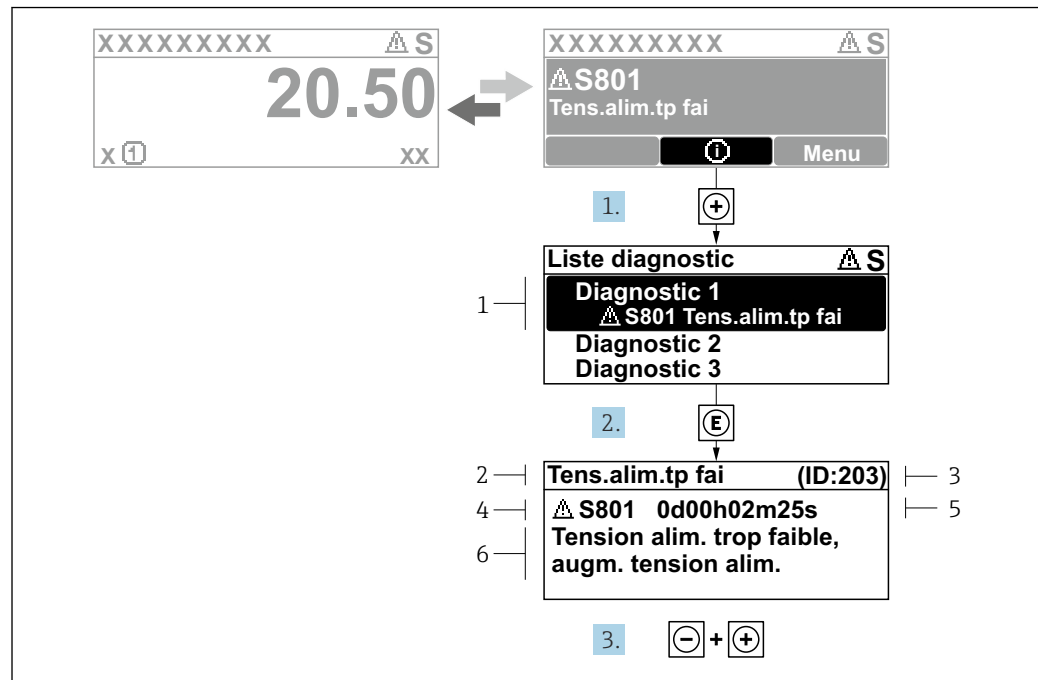 XXXXXXXXX ⚠ S
20.50
x ① xx
XXXXXXXXX ⚠ S
⚠ S801
Tens.alim.tp fai
ⓘ Menu
1. +
Liste diagnostic ⚠ S
1
Diagnostic 1
⚠ S801 Tens.alim.tp fai
Diagnostic 2
Diagnostic 3
2. E
2 Tens.alim.tp fai (ID:203) 3
4 ⚠ S801 0d00h02m25s 5
6
Tension alim. trop faible,
augm. tension alim.
3. - + +